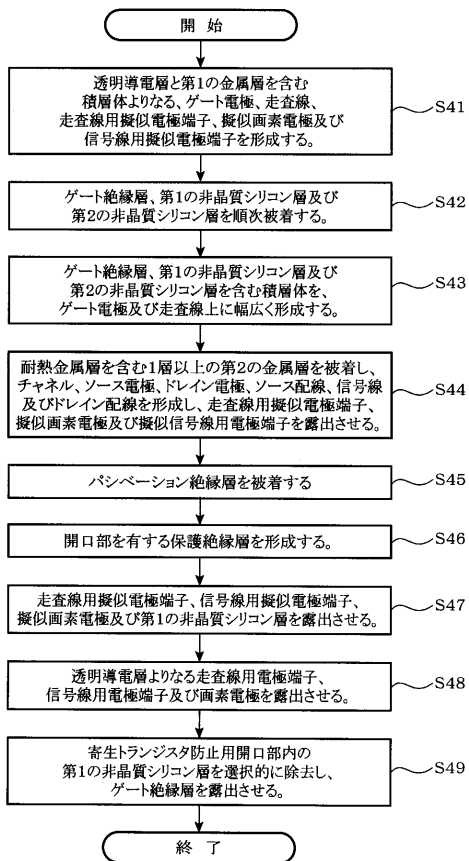 開 始
透明導電層と第1の金属層を含む
積層体よりなる、ゲート電極、走査線、
走査線用擬似電極端子、擬似画素電極及び
信号線用擬似電極端子を形成する。
S41
ゲート絶縁層、第1の非晶質シリコン層及び
第2の非晶質シリコン層を順次被着する。
S42
ゲート絶縁層、第1の非晶質シリコン層及び
第2の非晶質シリコン層を含む積層体を、
ゲート電極及び走査線上に幅広く形成する。
S43
耐熱金属層を含む1層以上の第2の金属層を被着し、
チャネル、ソース電極、ドレイン電極、ソース配線、信号線
及びドレイン配線を形成し、走査線用擬似電極端子、
擬似画素電極及び擬似信号線用電極端子を露出させる。
S44
パシベーション絶縁層を被着する
S45
開口部を有する保護絶縁層を形成する。
S46
走査線用擬似電極端子、信号線用擬似電極端子、
擬似画素電極及び第1の非晶質シリコン層を露出させる。
S47
透明導電層よりなる走査線用電極端子、
信号線用電極端子及び画素電極を露出させる。
S48
寄生トランジスタ防止用開口部内の
第1の非晶質シリコン層を選択的に除去し、
ゲート絶縁層を露出させる。
S49
終 了